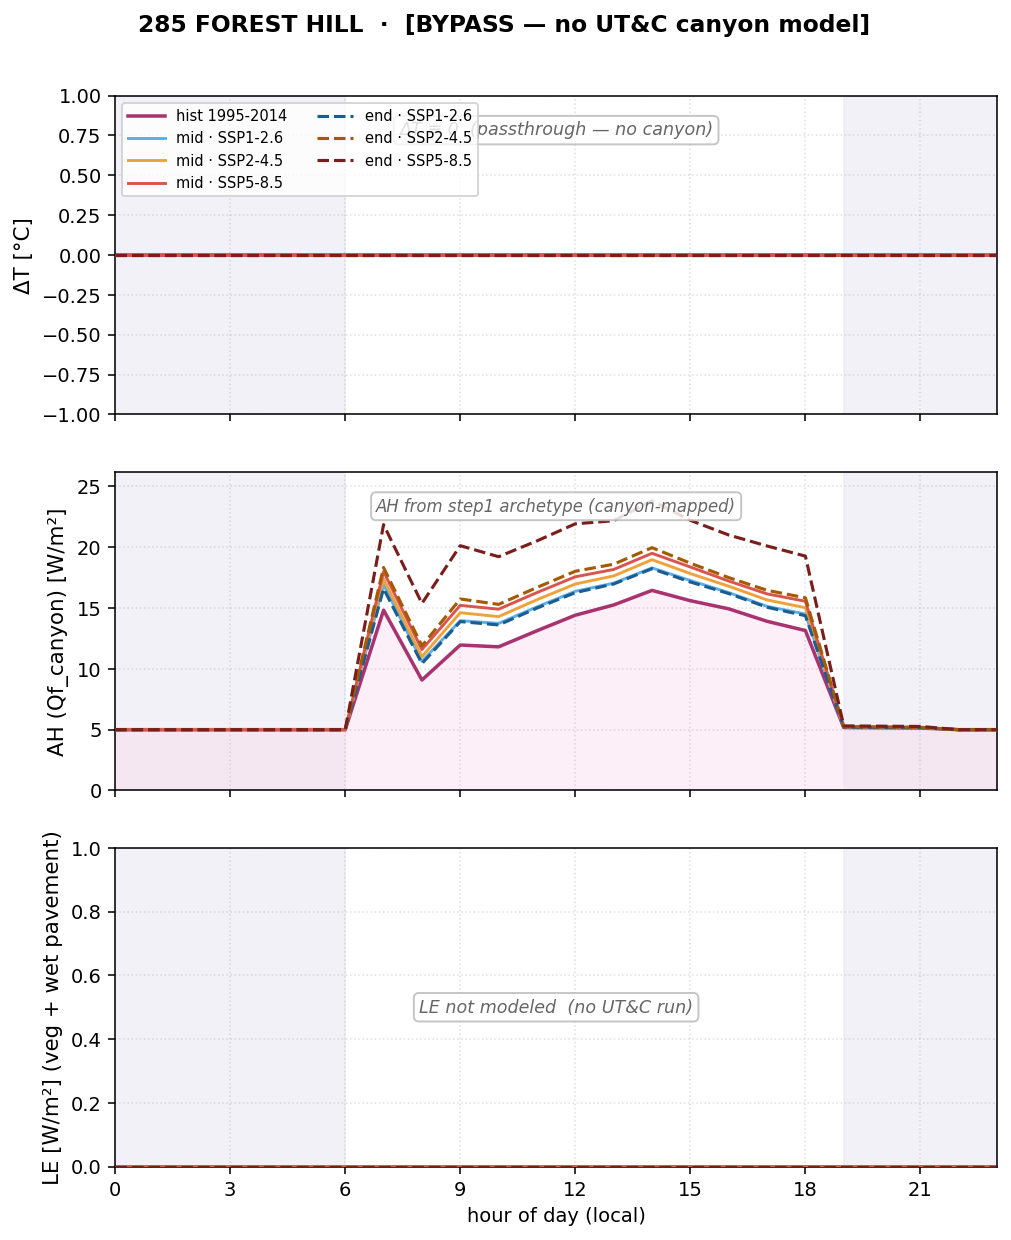 285 FOREST HILL · [BYPASS — no UT&C canyon model]
1.00
0.75
0.50
0.25
0.00
−0.25
−0.50
−0.75
−1.00
ΔT [°C]
hist 1995-2014
mid · SSP1-2.6
mid · SSP2-4.5
mid · SSP5-8.5
end · SSP1-2.6
end · SSP2-4.5
end · SSP5-8.5
(passthrough — no canyon)
25
20
15
10
5
0
AH (Qf_canyon) [W/m²]
AH from step1 archetype (canyon-mapped)
1.0
0.8
0.6
0.4
0.2
0.0
LE [W/m²] (veg + wet pavement)
LE not modeled (no UT&C run)
0 3 6 9 12 15 18 21
hour of day (local)